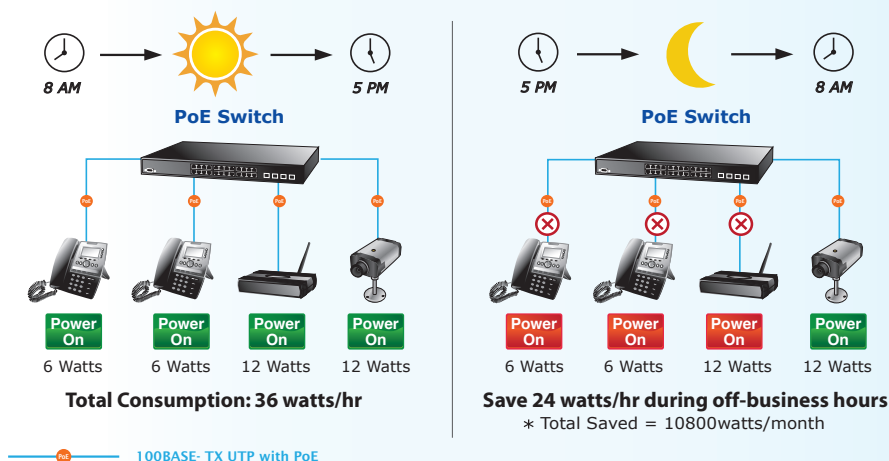 8 AM
5 PM
PoE Switch
PoE PoE PoE PoE
Power On
Power On
Power On
Power On
6 Watts 6 Watts 12 Watts 12 Watts
Total Consumption: 36 watts/hr
5 PM
8 AM
PoE Switch
PoE PoE PoE PoE
Power On
Power On
Power On
Power On
6 Watts 6 Watts 12 Watts 12 Watts
Save 24 watts/hr during off-business hours
* Total Saved = 10800watts/month
PoE 100BASE- TX UTP with PoE